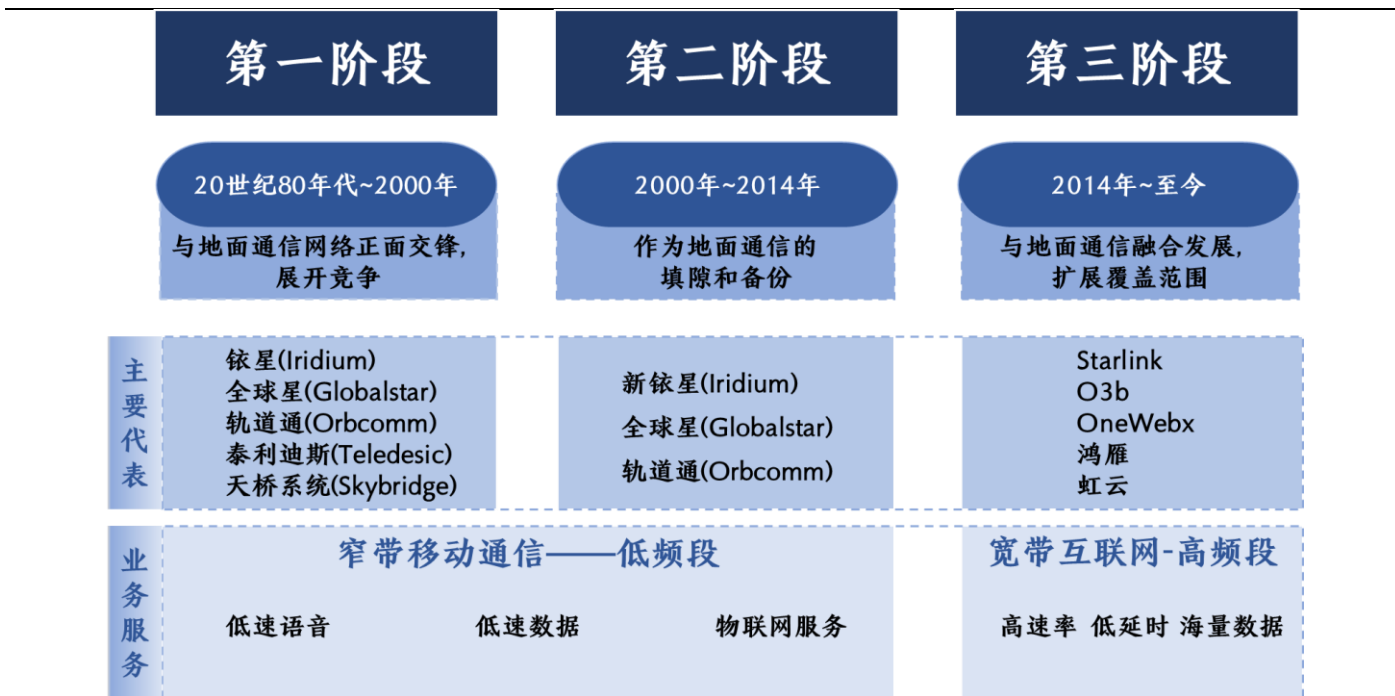 第一阶段
第二阶段
第三阶段
20世纪80年代~2000年
2000年~2014年
2014年~至今
与地面通信网络正面交锋,
展开竞争
作为地面通信的
填隙和备份
与地面通信融合发展,
扩展覆盖范围
主要代表
铱星(Iridium)
全球星(Globalstar)
轨道通(Orbcomm)
泰利迪斯(Teledesic)
天桥系统(Skybridge)
新铱星(Iridium)
全球星(Globalstar)
轨道通(Orbcomm)
Starlink
O3b
OneWebx
鸿雁
虹云
业务服务
窄带移动通信——低频段
低速语音
低速数据
物联网服务
宽带互联网-高频段
高速率 低延时 海量数据